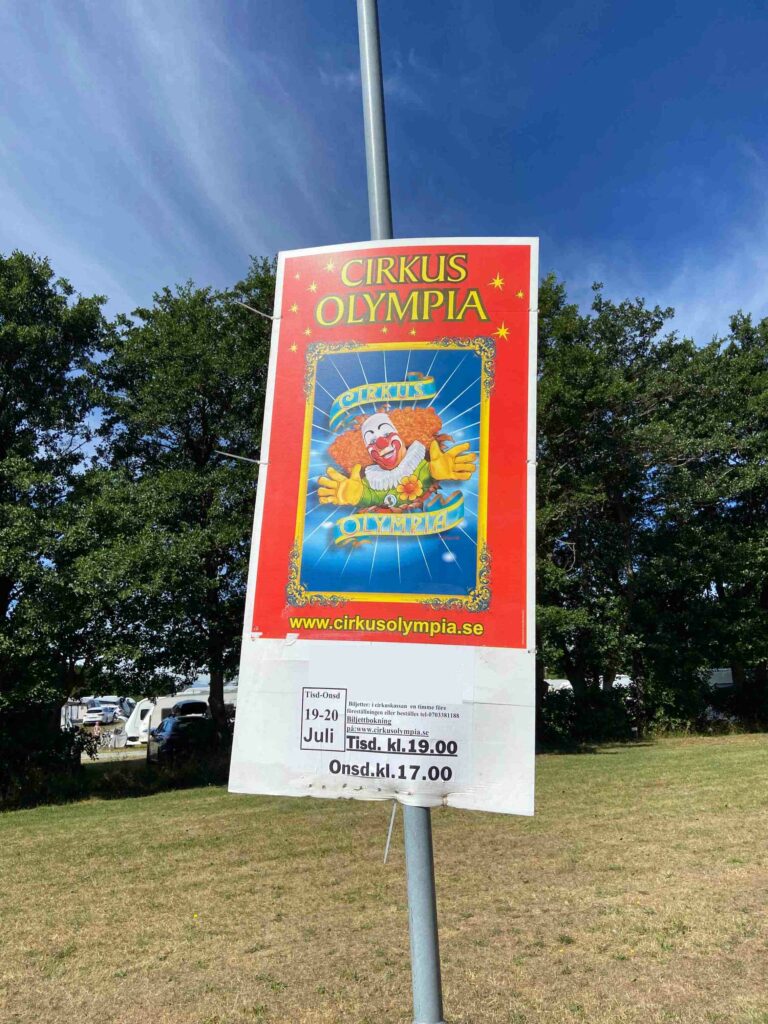 CIRKUS
OLYMPIA
CIRKUS
OLYMPIA
www.cirkusolympia.se
Tisd-Onsd
19-20
Juli
Biljetter: i cirkuskassan en timme före
föreställningen eller beställes tel-0703381188
Biljettbokning
på:www.cirkusolympia.se
Tisd. kl.19.00
Onsd.kl.17.00